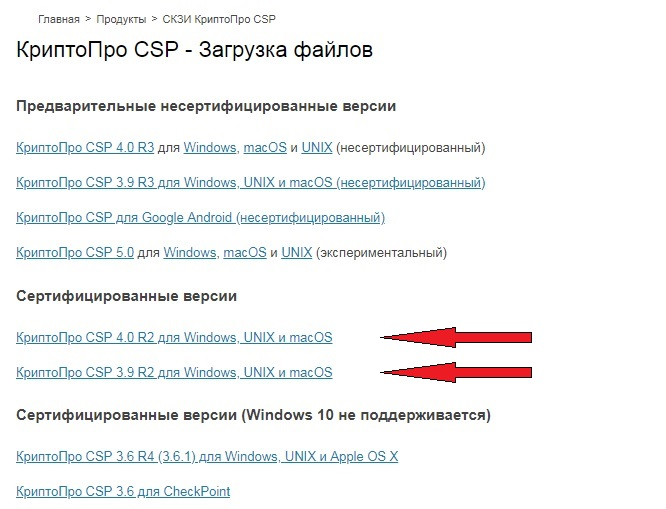 Главная > Продукты > СКЗИ КриптоПро CSP
КриптоПро CSP - Загрузка файлов
Предварительные несертифицированные версии
КриптоПро CSP 4.0 R3 для Windows, macOS и UNIX (несертифицированный)
КриптоПро CSP 3.9 R3 для Windows, UNIX и macOS (несертифицированный)
КриптоПро CSP для Google Android (несертифицированный)
КриптоПро CSP 5.0 для Windows, macOS и UNIX (экспериментальный)
Сертифицированные версии
КриптоПро CSP 4.0 R2 для Windows, UNIX и macOS
КриптоПро CSP 3.9 R2 для Windows, UNIX и macOS
Сертифицированные версии (Windows 10 не поддерживается)
КриптоПро CSP 3.6 R4 (3.6.1) для Windows, UNIX и Apple OS X
КриптоПро CSP 3.6 для CheckPoint